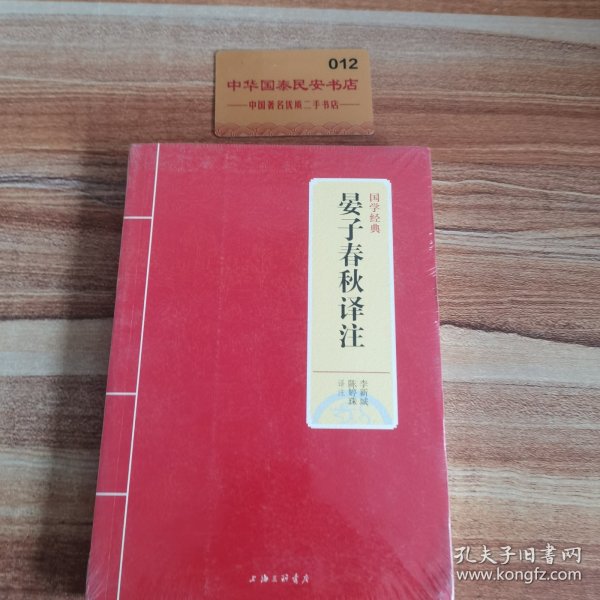 012
中华国泰民安书店
中国著名优质二手书店
国学经典
晏子春秋译注
李新城
陈婷珠
译注
上海三联书店
孔夫子旧书网
www.kongfz.com